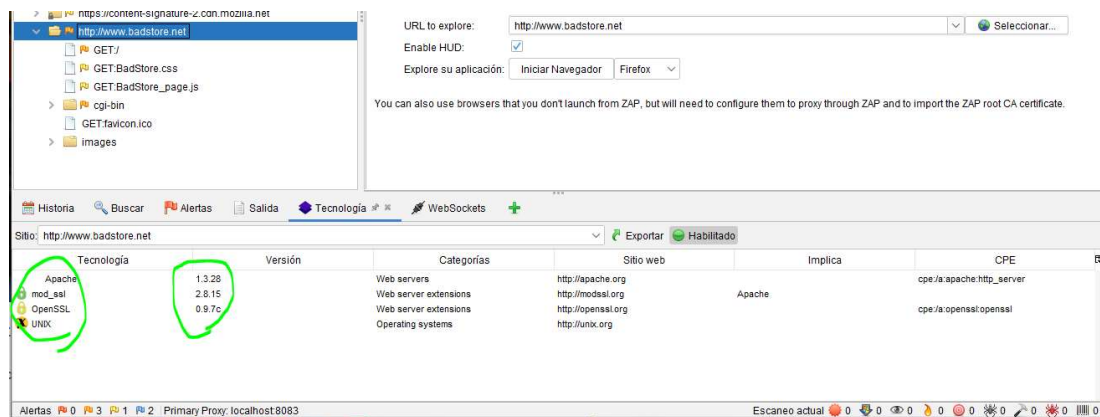 https://content-signature-2.cdn.mozilla.net
http://www.badstore.net
GET:/
GET:BadStore.css
GET:BadStore_page.js
cgi-bin
GET:favicon.ico
images
URL to explore: http://www.badstore.net Seleccionar...
Enable HUD:
Explore su aplicación: Iniciar Navegador Firefox
You can also use browsers that you don't launch from ZAP, but will need to configure them to proxy through ZAP and to import the ZAP root CA certificate.
Historia Buscar Alertas Salida Tecnología WebSockets
Sitio: http://www.badstore.net Exportar Habilitado
Tecnología Versión Categorías Sitio web Implica CPE
Apache 1.3.28 Web servers http://apache.org cpe:/a:apache:http_server
mod_ssl 2.8.15 Web server extensions http://modssl.org Apache
OpenSSL 0.9.7c Web server extensions http://openssl.org cpe:/a:openssl:openssl
UNIX Operating systems http://unix.org
Alertas 0 3 1 2 Primary Proxy: localhost:8083 Escaneo actual 0 0 0 0 0 0 0 0 0